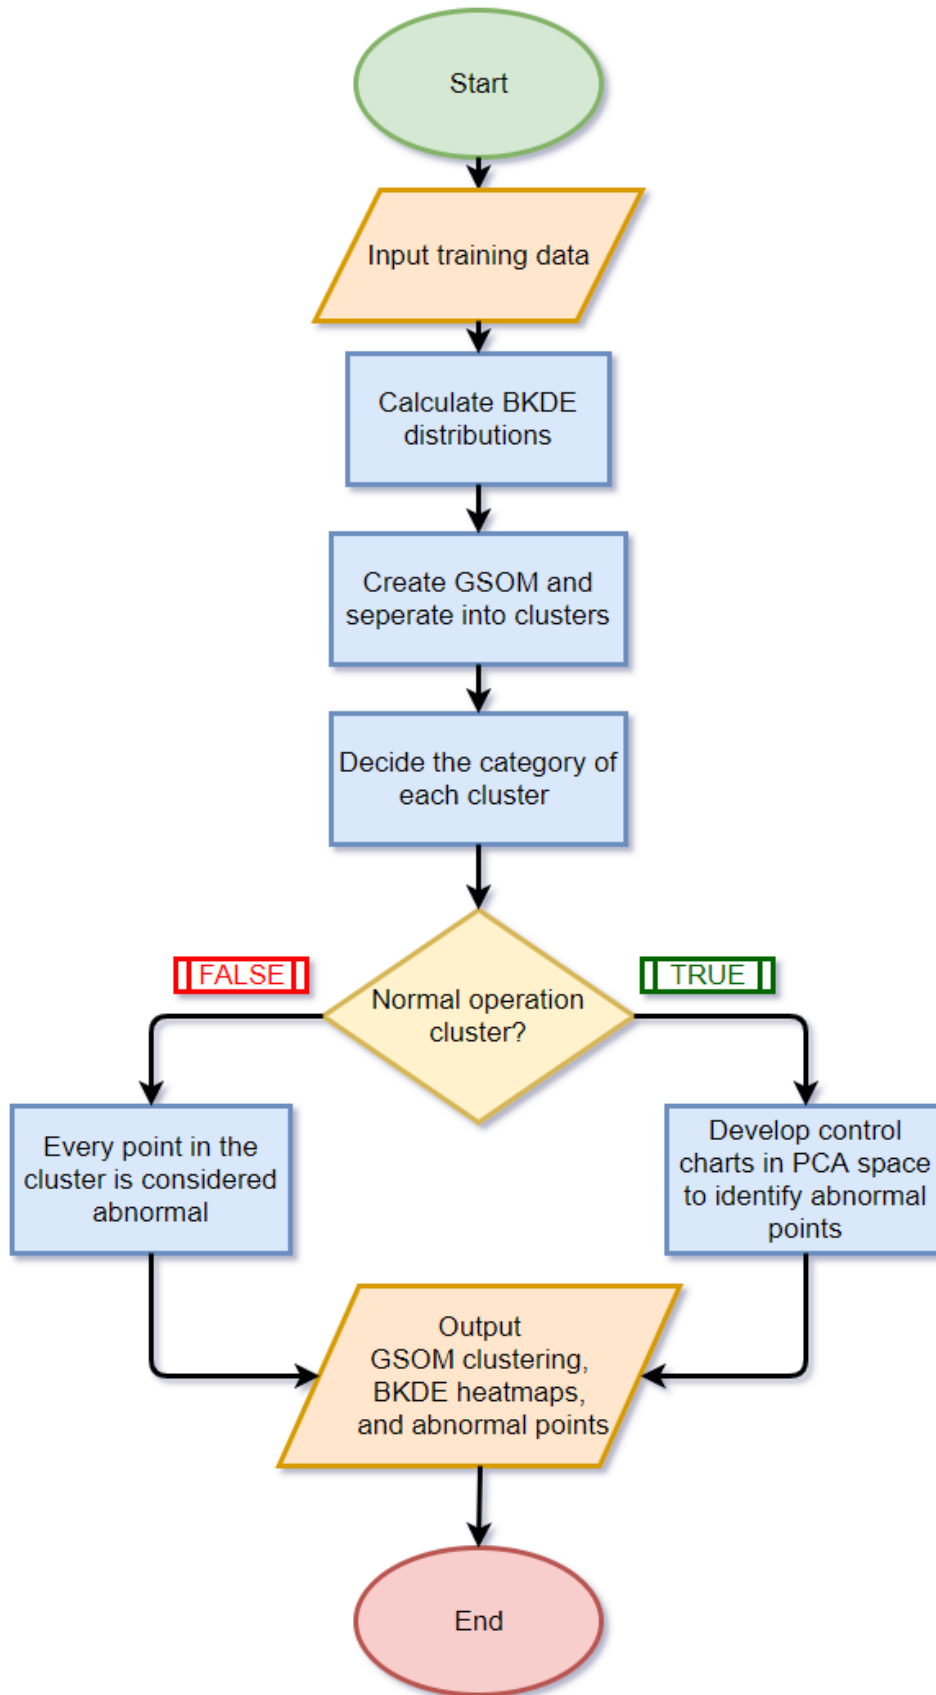 Start
Input training data
Calculate BKDE
distributions
Create GSOM and
seperate into clusters
Decide the category of
each cluster
FALSE
TRUE
Normal operation
cluster?
Every point in the
cluster is considered
abnormal
Develop control
charts in PCA space
to identify abnormal
points
Output
GSOM clustering,
BKDE heatmaps,
and abnormal points
End